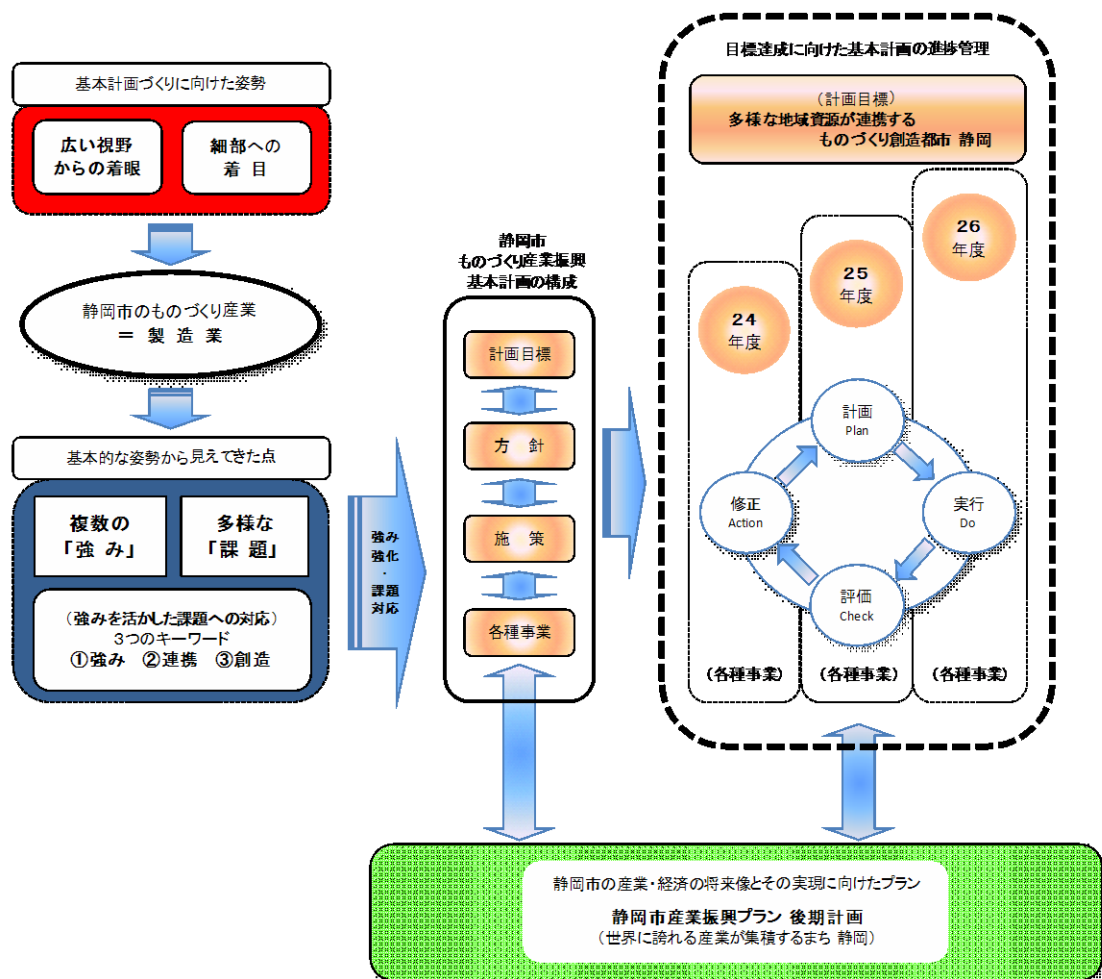 基本計画づくりに向けた姿勢
広い視野
からの着眼
細部への
着 目
静岡市のものづくり産業
＝ 製 造 業
基本的な姿勢から見えてきた点
複数の
「強 み」
多様な
「課 題」
（強みを活かした課題への対応）
３つのキーワード
①強み ②連携 ③創造
強み
強化
・
課題
対応
静岡市
ものづくり産業振興
基本計画の構成
計画目標
方 針
施 策
各種事業
目標達成に向けた基本計画の進捗管理
（計画目標）
多様な地域資源が連携する
ものづくり創造都市 静岡
24
年度
25
年度
26
年度
計画
Plan
実行
Do
評価
Check
修正
Action
（各種事業）
（各種事業）
（各種事業）
静岡市の産業・経済の将来像とその実現に向けたプラン
静岡市産業振興プラン 後期計画
（世界に誇れる産業が集積するまち 静岡）